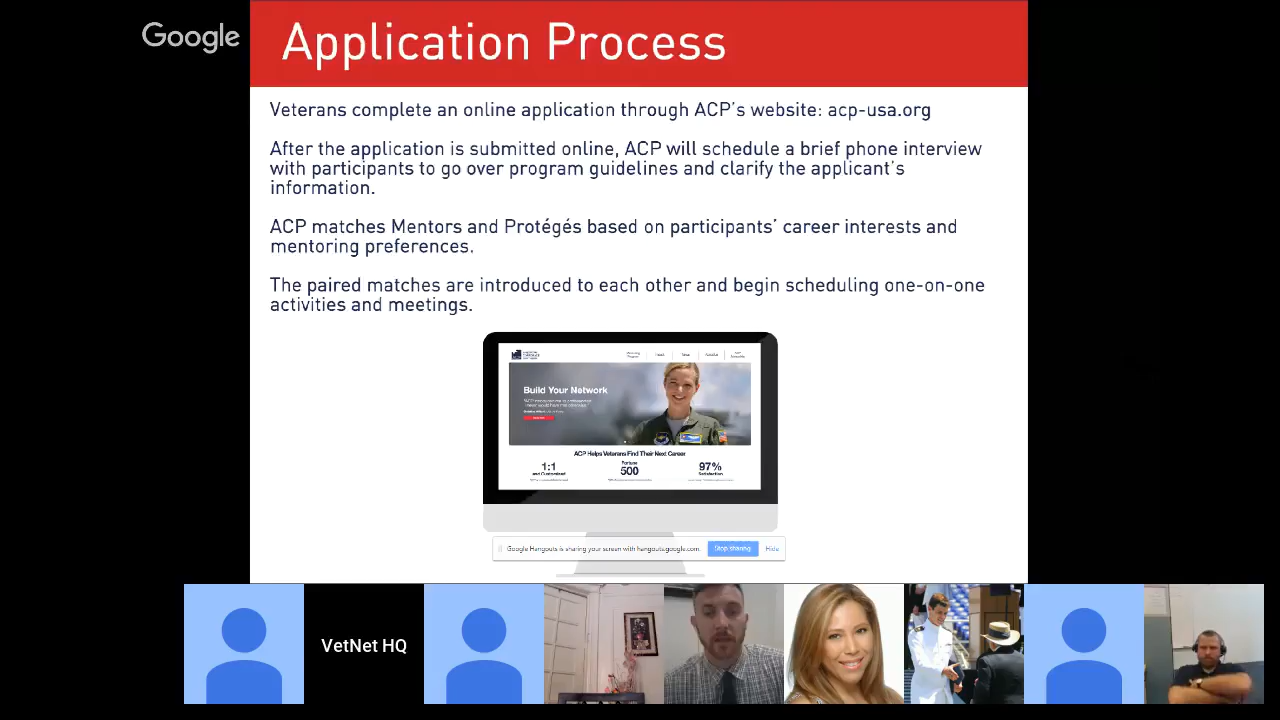 Google
Application Process
Veterans complete an online application through ACP's website: acp-usa.org
After the application is submitted online, ACP will schedule a brief phone interview
with participants to go over program guidelines and clarify the applicant's
information.
ACP matches Mentors and Protégés based on participants' career interests and
mentoring preferences.
The paired matches are introduced to each other and begin scheduling one-on-one
activities and meetings.
Build Your Network
ACP Helps Veterans Find Their Next Career
1:1
and Customized
Fortune
500
97%
Satisfaction
Google Hangouts is sharing your screen with hangouts.google.com.
Stop sharing
Hide
VetNet HQ